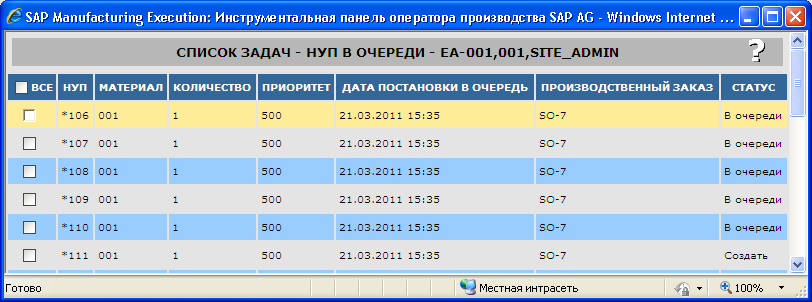 SAP Manufacturing Execution: Инструментальная панель оператора производства SAP AG - Windows Internet ...
СПИСОК ЗАДАЧ - НУП В ОЧЕРЕДИ - EA-001,001,SITE_ADMIN ?
ВСЕ НУП МАТЕРИАЛ КОЛИЧЕСТВО ПРИОРИТЕТ ДАТА ПОСТАНОВКИ В ОЧЕРЕДЬ ПРОИЗВОДСТВЕННЫЙ ЗАКАЗ СТАТУС
*106 001 1 500 21.03.2011 15:35 SO-7 В очереди
*107 001 1 500 21.03.2011 15:35 SO-7 В очереди
*108 001 1 500 21.03.2011 15:35 SO-7 В очереди
*109 001 1 500 21.03.2011 15:35 SO-7 В очереди
*110 001 1 500 21.03.2011 15:35 SO-7 В очереди
*111 001 1 500 21.03.2011 15:35 SO-7 Создать
Готово Местная интрасеть 100%